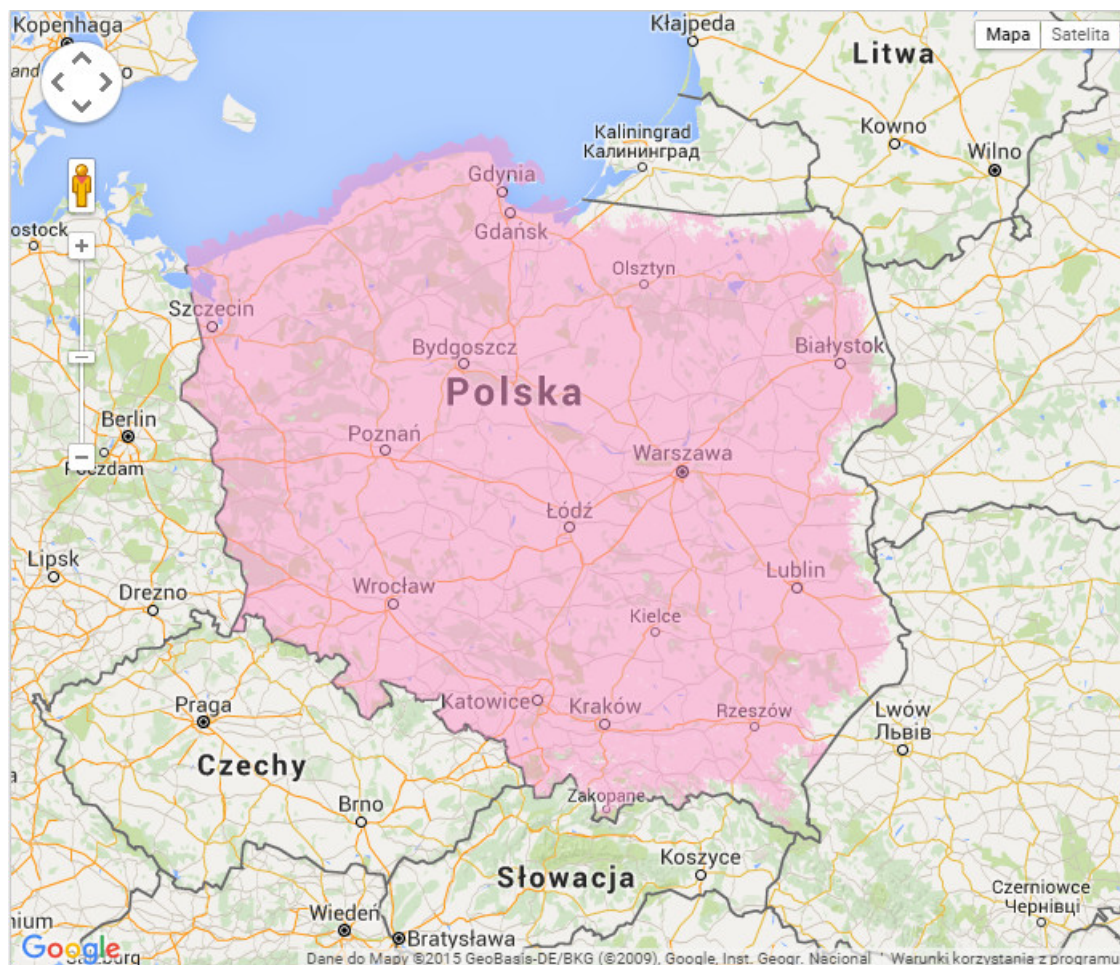 Kopenhaga
and
Kłajpeda
Mapa
Satelita
Litwa
Kaliningrad
Калининград
Kowno
Wilno
Gdynia
Gdańsk
ostock
Olsztyn
Szczecin
Bydgoszcz
Białystok
Polska
Berlin
Poczdam
Poznań
Warszawa
Łódź
Lipsk
Drezno
Wrocław
Lublin
Kielce
Praga
Katowice
Kraków
Rzeszów
Lwów
Львів
Czechy
a
Zakopane
Brno
Słowacja
Koszyce
Czerniowce
Чернівці
nium
Wiedeń
Bratysława
Google
Dane do Mapy ©2015 GeoBasis-DE/BKG (©2009), Google, Inst. Geogr. Nacional
Warunki korzystania z programu